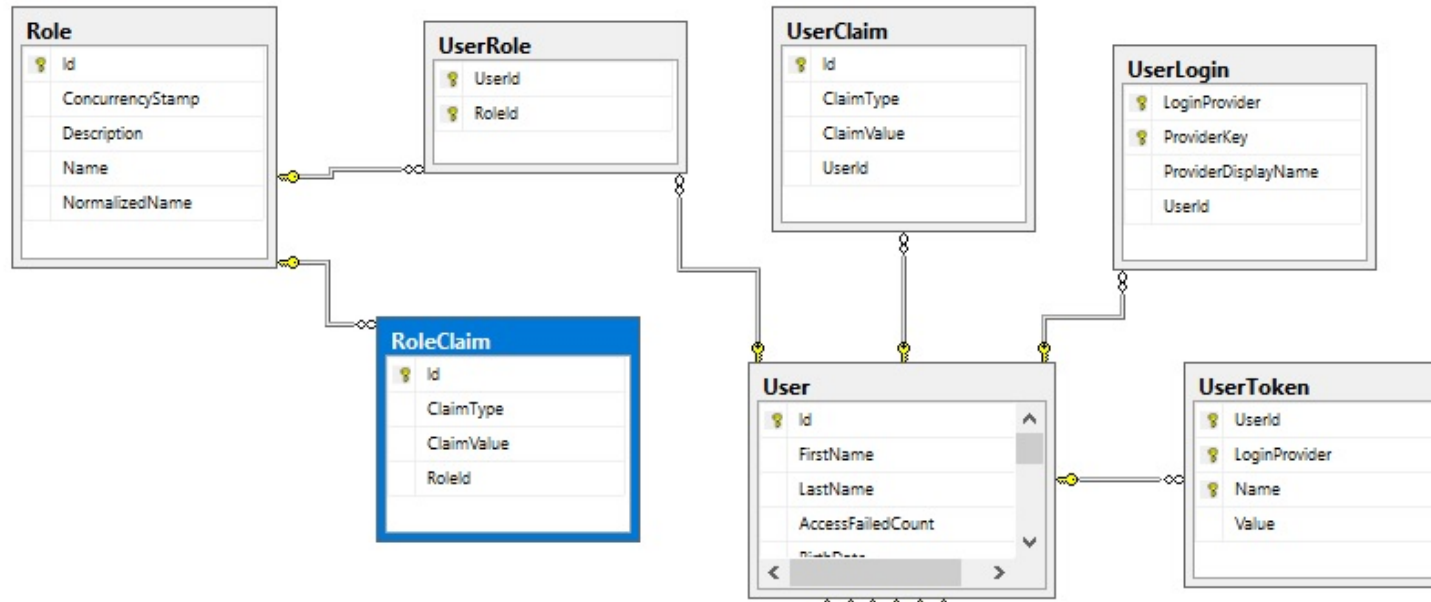 Role
Id
ConcurrencyStamp
Description
Name
NormalizedName
UserRole
UserId
RoleId
UserClaim
Id
ClaimType
ClaimValue
UserId
UserLogin
LoginProvider
ProviderKey
ProviderDisplayName
UserId
RoleClaim
Id
ClaimType
ClaimValue
RoleId
User
Id
FirstName
LastName
AccessFailedCount
BirthDate
UserToken
UserId
LoginProvider
Name
Value